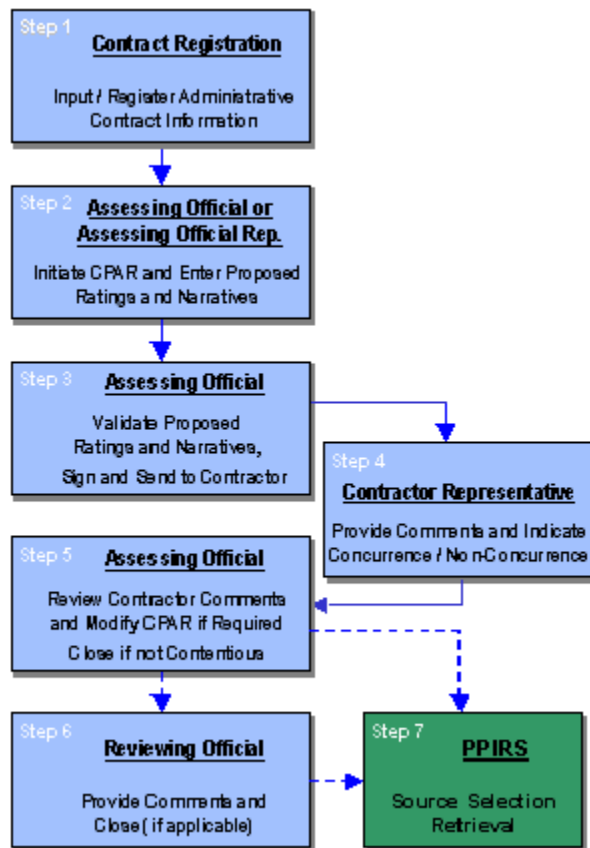 Step 1
Contract Registration
Input / Register Administrative
Contract Information
Step 2
Assessing Official or
Assessing Official Rep.
Initiate CPAR and Enter Proposed
Ratings and Narratives
Step 3
Assessing Official
Validate Proposed
Ratings and Narratives,
Sign and Send to Contractor
Step 4
Contractor Representative
Provide Comments and Indicate
Concurrence / Non-Concurrence
Step 5
Assessing Official
Review Contractor Comments
and Modify CPAR if Required
Close if not Contentious
Step 6
Reviewing Official
Provide Comments and
Close( if applicable)
Step 7
PPIRS
Source Selection
Retrieval